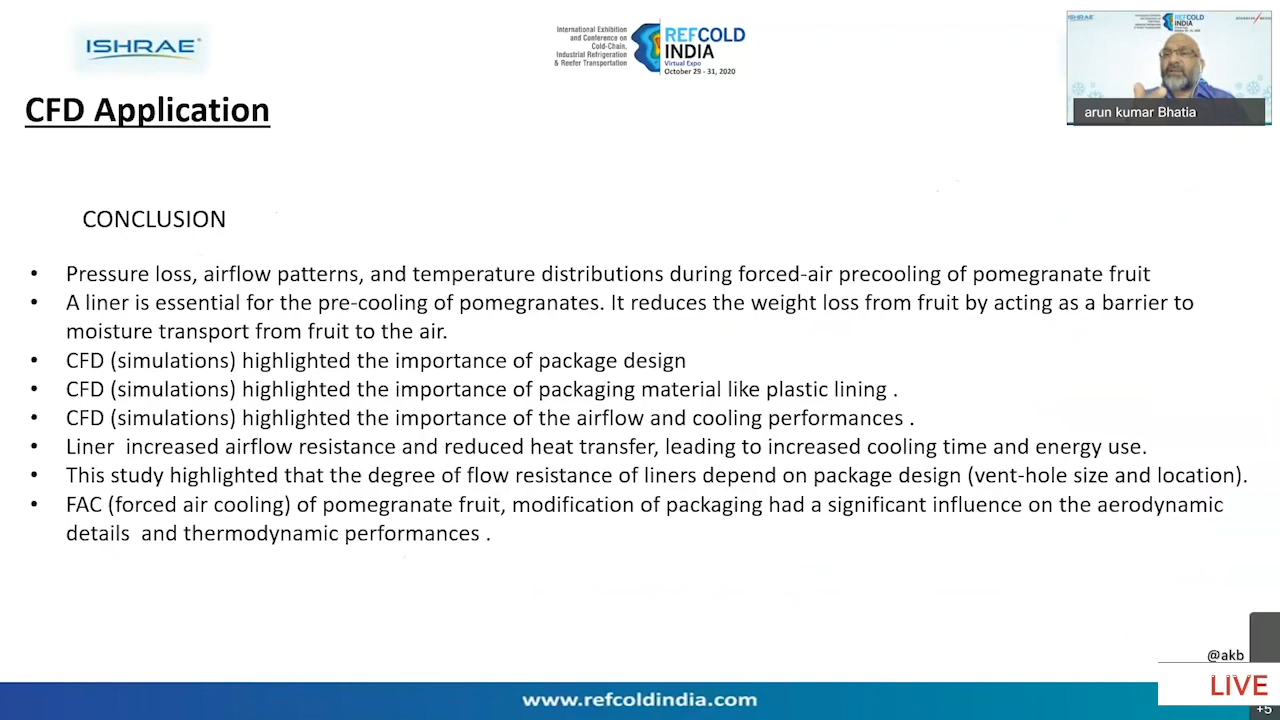 ISHRAE
International Exhibition
and Conference on
Cold-Chain,
Industrial Refrigeration
& Reefer Transportation
REFCOLD
INDIA
Virtual Expo
October 29 - 31, 2020
arun kumar Bhatia
CFD Application
CONCLUSION
• Pressure loss, airflow patterns, and temperature distributions during forced-air precooling of pomegranate fruit
• A liner is essential for the pre-cooling of pomegranates. It reduces the weight loss from fruit by acting as a barrier to
moisture transport from fruit to the air.
• CFD (simulations) highlighted the importance of package design
• CFD (simulations) highlighted the importance of packaging material like plastic lining .
• CFD (simulations) highlighted the importance of the airflow and cooling performances .
• Liner  increased airflow resistance and reduced heat transfer, leading to increased cooling time and energy use.
• This study highlighted that the degree of flow resistance of liners depend on package design (vent-hole size and location).
• FAC (forced air cooling) of pomegranate fruit, modification of packaging had a significant influence on the aerodynamic
details  and thermodynamic performances .
@akb
LIVE
+5
www.refcoldindia.com